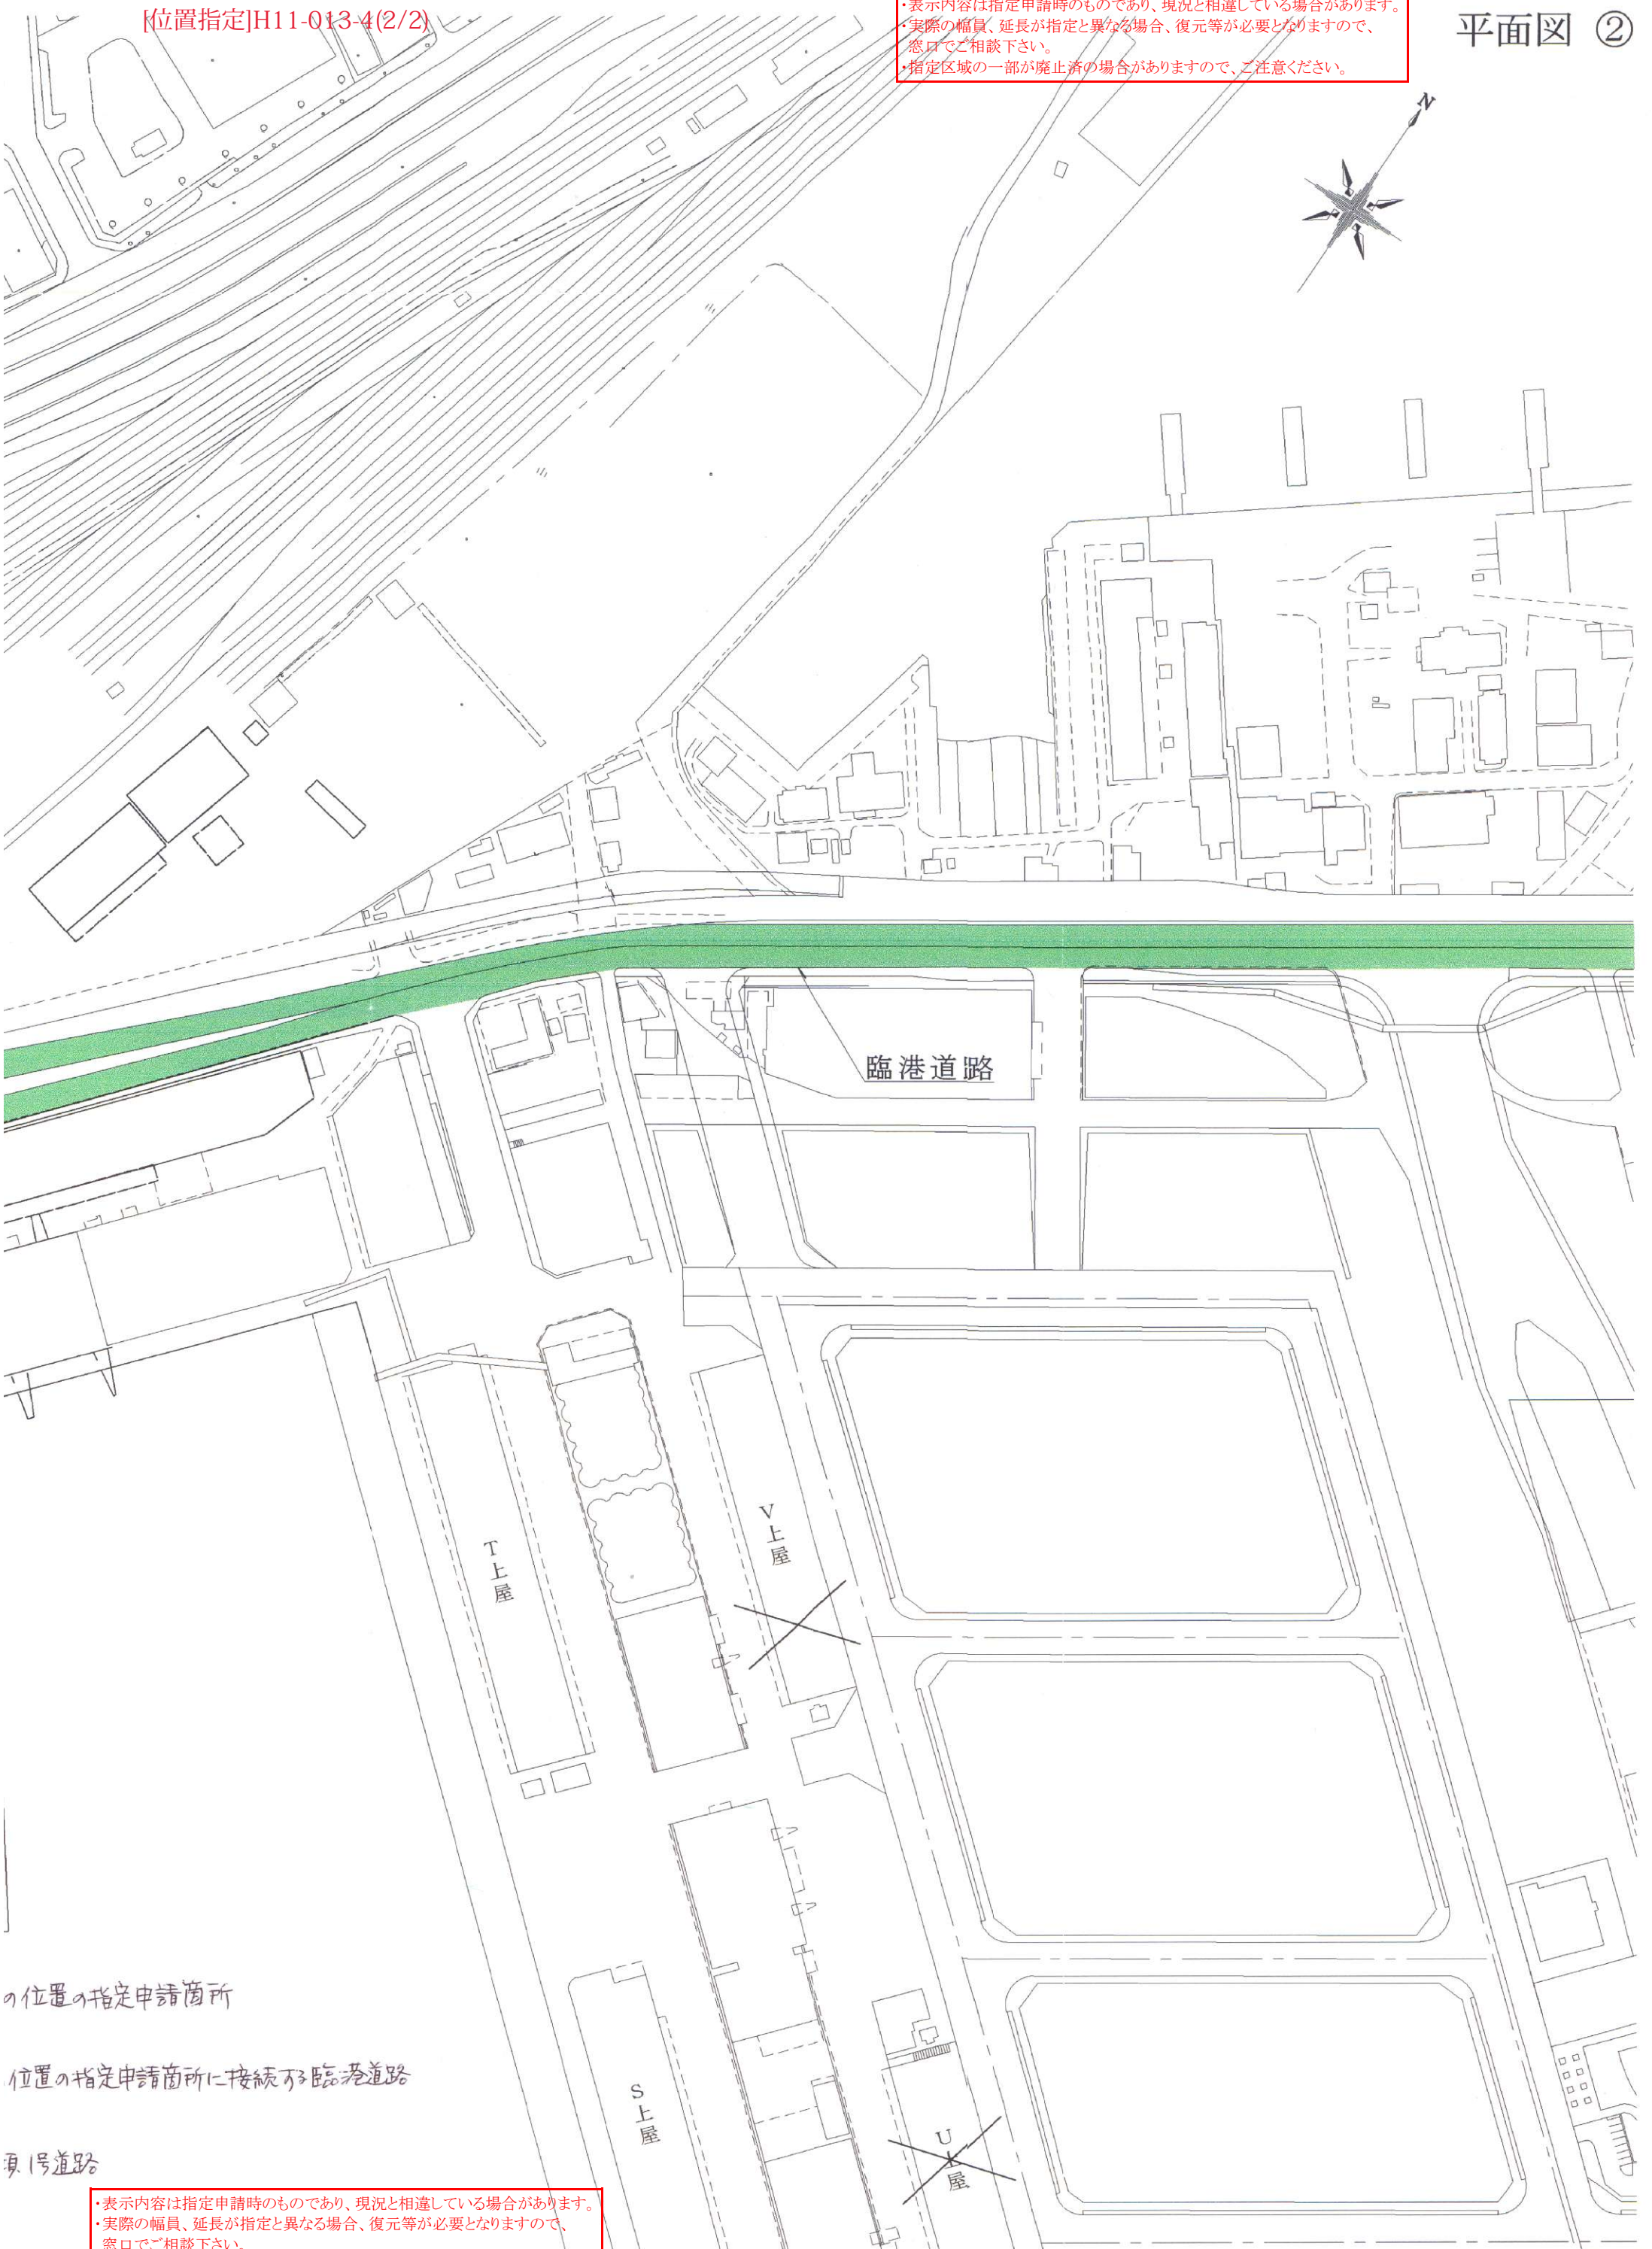 [位置指定]H11-013-4(2/2)
・表示内容は指定申請時のものであり、現況と相違している場合があります。
・実際の幅員、延長が指定と異なる場合、復元等が必要となりますので、
窓口でご相談下さい。
・指定区域の一部が廃止済の場合がありますので、ご注意ください。
平面図 ②
N
臨港道路
V上屋
T上屋
の位置の指定申請箇所
位置の指定申請箇所に接続する臨港道路
S上屋
U上屋
項1号道路
・表示内容は指定申請時のものであり、現況と相違している場合があります。
・実際の幅員、延長が指定と異なる場合、復元等が必要となりますので、
窓口でご相談下さい。